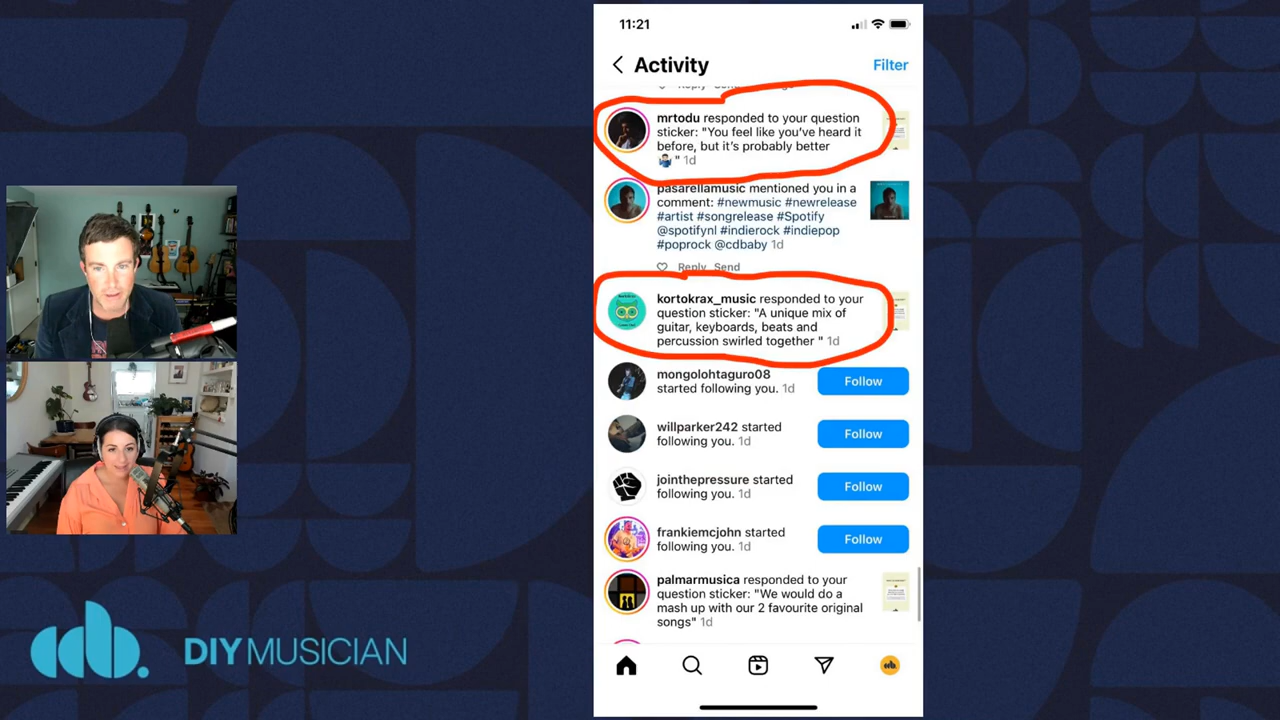 11:21
Activity
Filter
Reply Send
mrtodu responded to your question
sticker: "You feel like you've heard it
before, but it's probably better
🤷🏻‍♂️" 1d
pasarellamusic mentioned you in a
comment: #newmusic #newrelease
#artist #songrelease #Spotify
@spotifynl #indierock #indiepop
#poprock @cdbaby 1d
Reply Send
kortokrax_music responded to your
question sticker: "A unique mix of
guitar, keyboards, beats and
percussion swirled together " 1d
mongolohtaguro08
started following you. 1d
Follow
willparker242 started
following you. 1d
Follow
jointhepressure started
following you. 1d
Follow
frankiemcjohn started
following you. 1d
Follow
palmarmusica responded to your
question sticker: "We would do a
mash up with our 2 favourite original
songs" 1d
cb.
DIY MUSICIAN